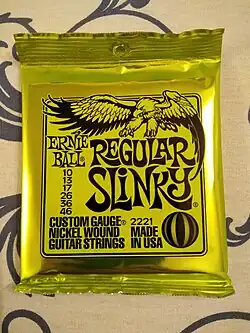 ERNIE BALL
REGULAR
SLINKY®
10
13
17
26
36
46
CUSTOM GAUGE® 2221
NICKEL WOUND MADE
GUITAR STRINGS IN USA